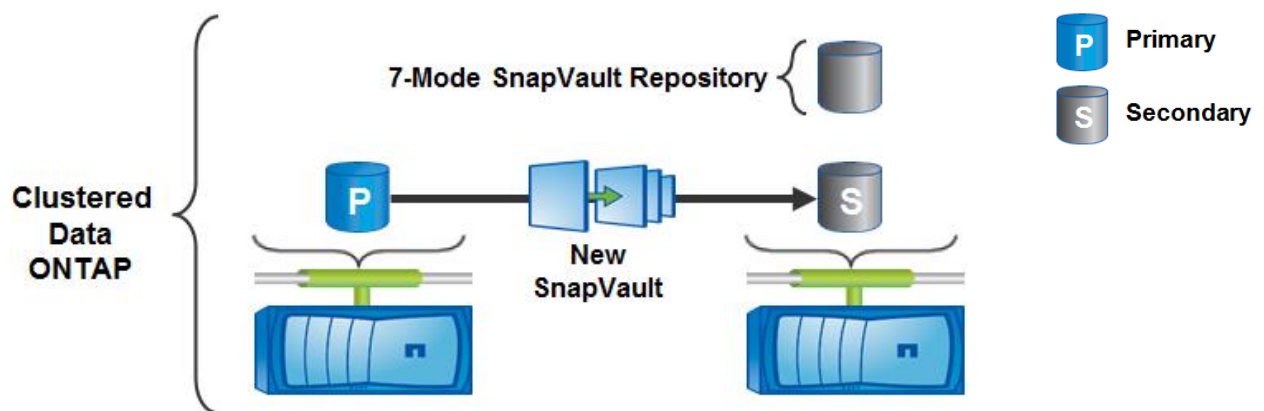 7-Mode SnapVault Repository
P
Primary
S
Secondary
Clustered
Data
ONTAP
P
S
New
SnapVault